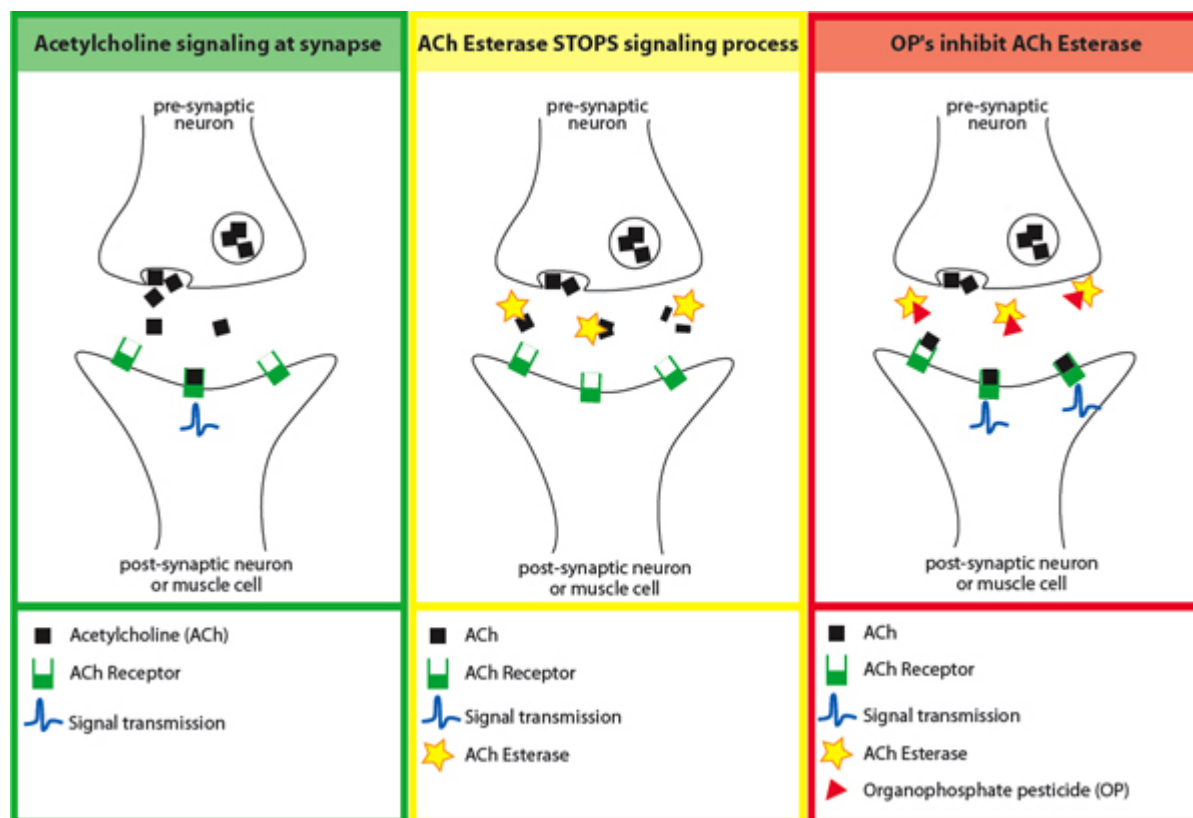 Acetylcholine signaling at synapse
pre-synaptic
neuron
post-synaptic neuron
or muscle cell
Acetylcholine (ACh)
ACh Receptor
Signal transmission
ACh Esterase STOPS signaling process
pre-synaptic
neuron
post-synaptic neuron
or muscle cell
ACh
ACh Receptor
Signal transmission
ACh Esterase
OP's inhibit ACh Esterase
pre-synaptic
neuron
post-synaptic neuron
or muscle cell
ACh
ACh Receptor
Signal transmission
ACh Esterase
Organophosphate pesticide (OP)